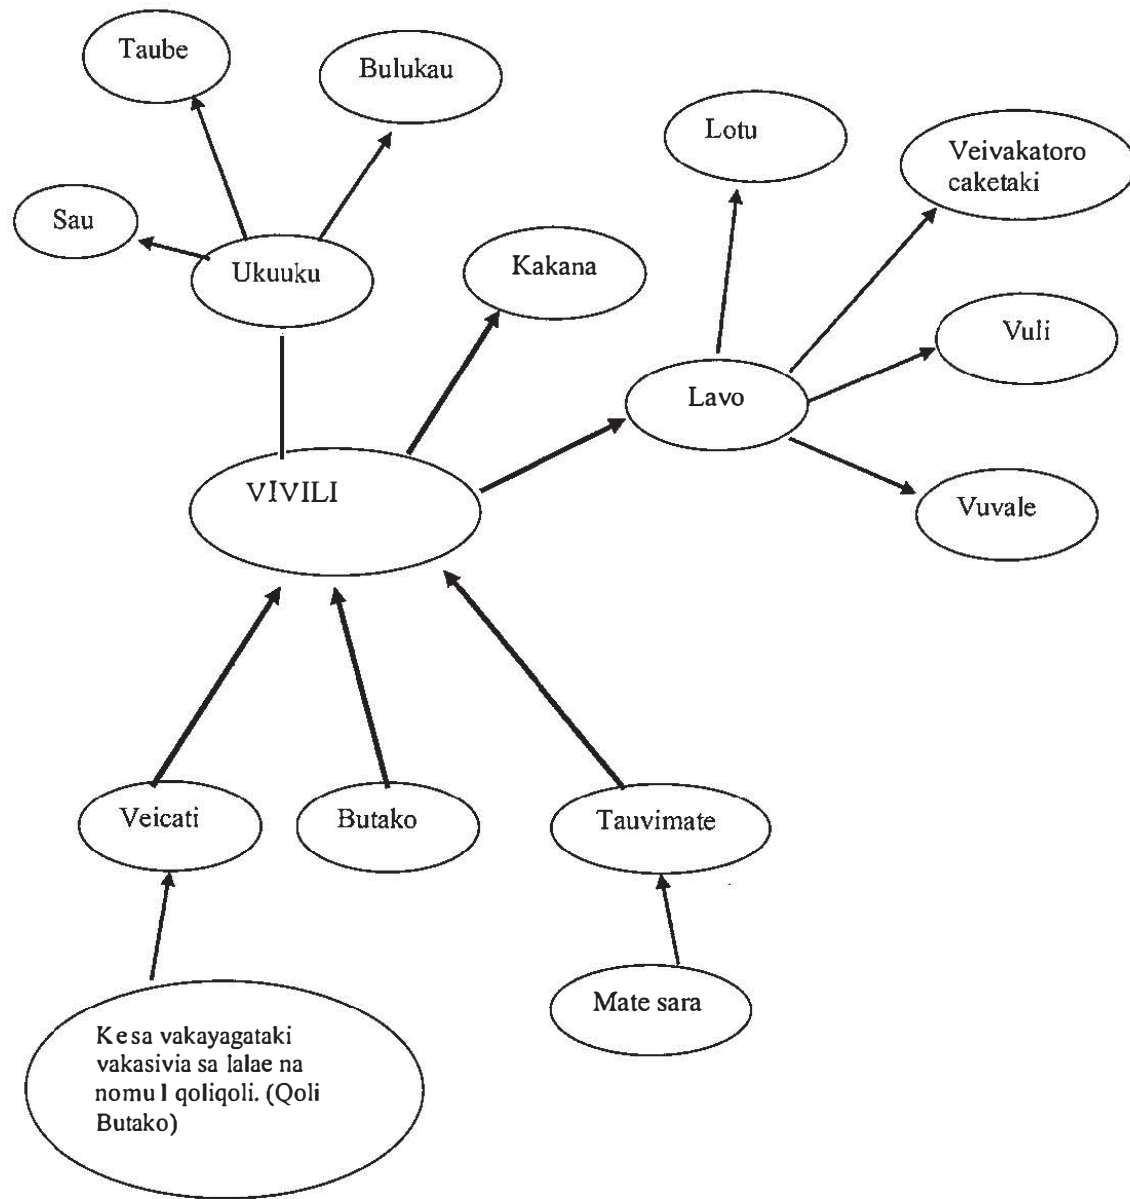 Taube
Bulukau
Lotu
Veivakatoro
caketaki
Sau
Ukuuku
Kakana
Vuli
Lavo
VIVILI
Vuvale
Veicati
Butako
Tauvimate
Mate sara
Kesa vakayagataki
vakasivia sa lalae na
nomu l qoliqoli. (Qoli
Butako)